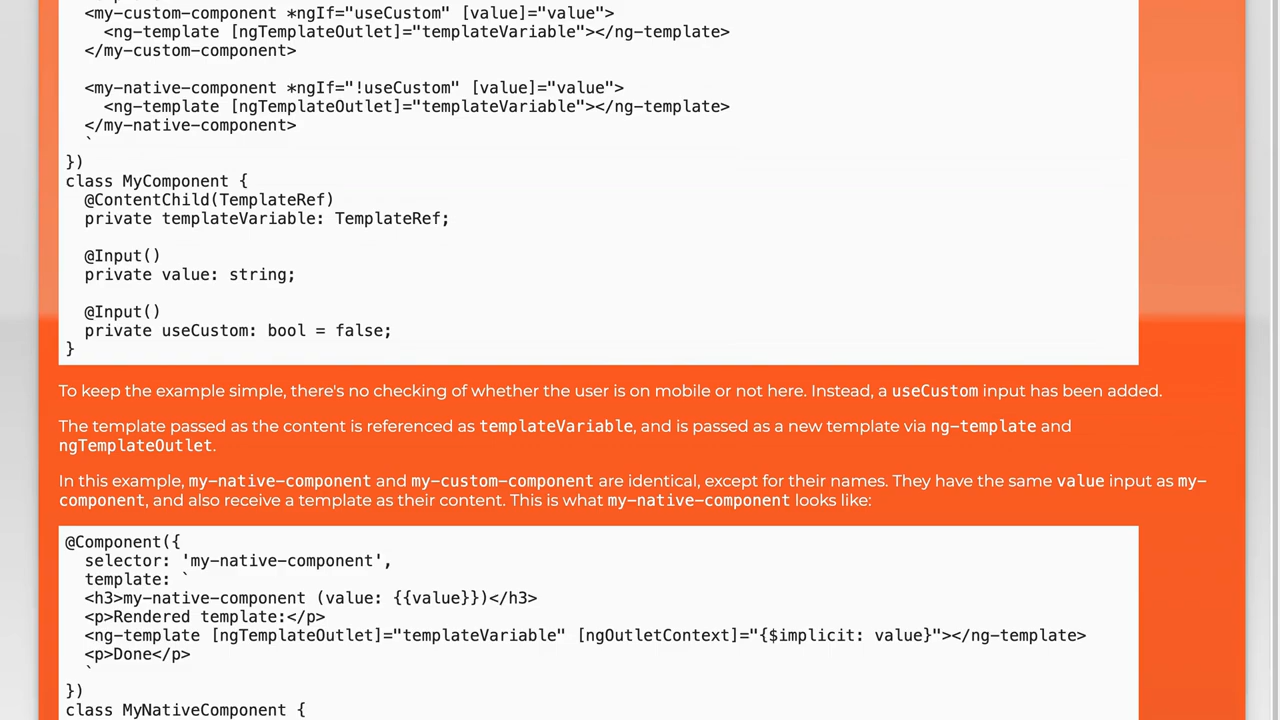 <my-custom-component *ngIf="useCustom" [value]="value">
<ng-template [ngTemplateOutlet]="templateVariable"></ng-template>
</my-custom-component>
<my-native-component *ngIf="!useCustom" [value]="value">
<ng-template [ngTemplateOutlet]="templateVariable"></ng-template>
</my-native-component>
`
})
class MyComponent {
@ContentChild(TemplateRef)
private templateVariable: TemplateRef;
@Input()
private value: string;
@Input()
private useCustom: bool = false;
}
To keep the example simple, there's no checking of whether the user is on mobile or not here. Instead, a useCustom input has been added.
The template passed as the content is referenced as templateVariable, and is passed as a new template via ng-template and
ngTemplateOutlet.
In this example, my-native-component and my-custom-component are identical, except for their names. They have the same value input as my-
component, and also receive a template as their content. This is what my-native-component looks like:
@Component({
selector: 'my-native-component',
template: `
<h3>my-native-component (value: {{value}})</h3>
<p>Rendered template:</p>
<ng-template [ngTemplateOutlet]="templateVariable" [ngOutletContext]="{$implicit: value}"></ng-template>
<p>Done</p>
`
})
class MyNativeComponent {